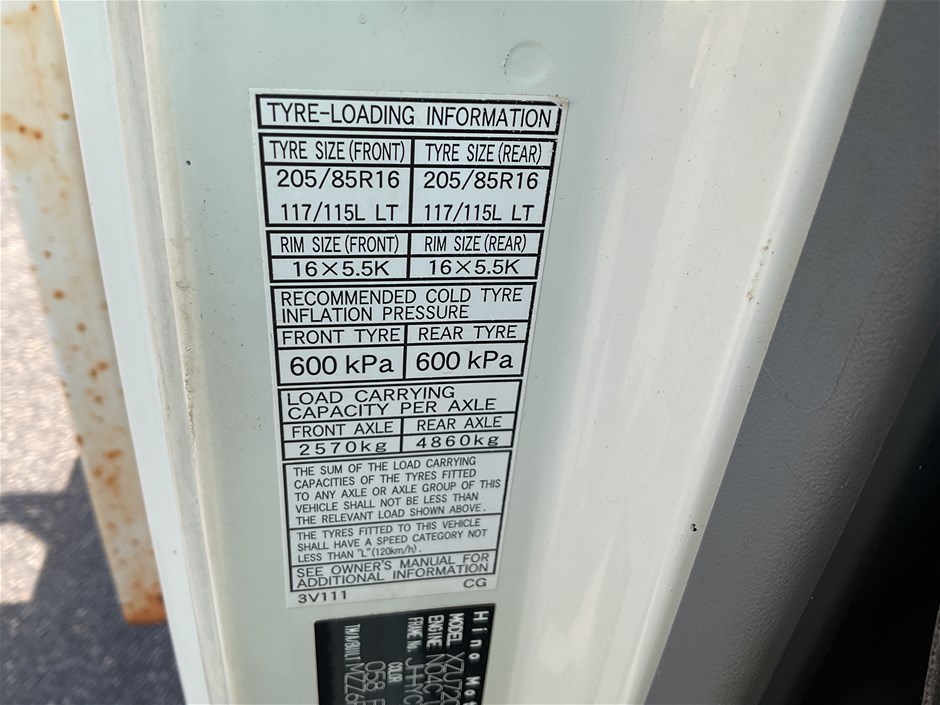 TYRE-LOADING INFORMATION
TYRE SIZE (FRONT) TYRE SIZE (REAR)
205/85R16 205/85R16
117/115L LT 117/115L LT
RIM SIZE (FRONT) RIM SIZE (REAR)
16×5.5K 16×5.5K
RECOMMENDED COLD TYRE
INFLATION PRESSURE
FRONT TYRE REAR TYRE
600 kPa 600 kPa
LOAD CARRYING
CAPACITY PER AXLE
FRONT AXLE REAR AXLE
2570kg 4860kg
THE SUM OF THE LOAD CARRYING
CAPACITIES OF THE TYRES FITTED
TO ANY AXLE OR AXLE GROUP OF THIS
VEHICLE SHALL NOT BE LESS THAN
THE RELEVANT LOAD SHOWN ABOVE.
THE TYRES FITTED TO THIS VEHICLE
SHALL HAVE A SPEED CATEGORY NOT
LESS THAN "L"(120km/h).
SEE OWNER'S MANUAL FOR
ADDITIONAL INFORMATION
3V111 CG
Hino
MODEL
ENGINE N04C
FRAME No. JHHYC
COLOR
058